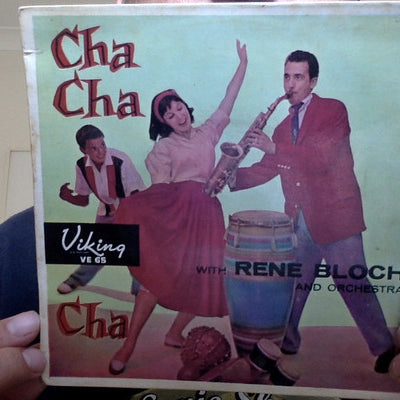 Cha
Cha
Viking
VE 65
WITH RENE BLOCH
AND ORCHESTRA
Cha